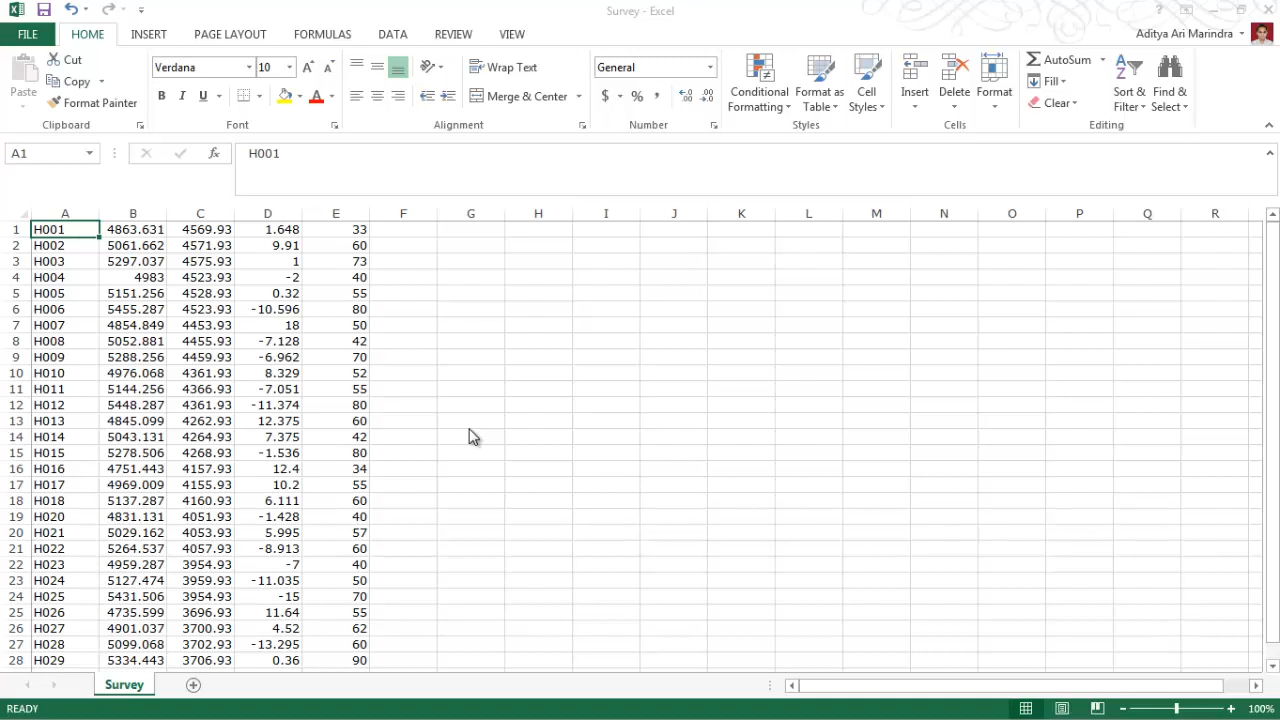 Survey - Excel
FILE HOME INSERT PAGE LAYOUT FORMULAS DATA REVIEW VIEW Aditya Ari Marindra
Paste Cut Copy Format Painter
Clipboard
Verdana 10
B I U A
Font
Wrap Text
Merge & Center
Alignment
General
$ % ,
Number
Conditional Formatting Format as Table Cell Styles
Styles
Insert Delete Format
Cells
AutoSum
Fill
Clear
Sort & Filter Find & Select
Editing
A1 fx H001
A B C D E F G H I J K L M N O P Q R
1 H001 4863.631 4569.93 1.648 33
2 H002 5061.662 4571.93 9.91 60
3 H003 5297.037 4575.93 1 73
4 H004 4983 4523.93 -2 40
5 H005 5151.256 4528.93 0.32 55
6 H006 5455.287 4523.93 -10.596 80
7 H007 4854.849 4453.93 18 50
8 H008 5052.881 4455.93 -7.128 42
9 H009 5288.256 4459.93 -6.962 70
10 H010 4976.068 4361.93 8.329 52
11 H011 5144.256 4366.93 -7.051 55
12 H012 5448.287 4361.93 -11.374 80
13 H013 4845.099 4262.93 12.375 60
14 H014 5043.131 4264.93 7.375 42
15 H015 5278.506 4268.93 -1.536 80
16 H016 4751.443 4157.93 12.4 34
17 H017 4969.009 4155.93 10.2 55
18 H018 5137.287 4160.93 6.111 60
19 H020 4831.131 4051.93 -1.428 40
20 H021 5029.162 4053.93 5.995 57
21 H022 5264.537 4057.93 -8.913 60
22 H023 4959.287 3954.93 -7 40
23 H024 5127.474 3959.93 -11.035 50
24 H025 5431.506 3954.93 -15 70
25 H026 4735.599 3696.93 11.64 55
26 H027 4901.037 3700.93 4.52 62
27 H028 5099.068 3702.93 -13.295 60
28 H029 5334.443 3706.93 0.36 90
Survey
READY 100%